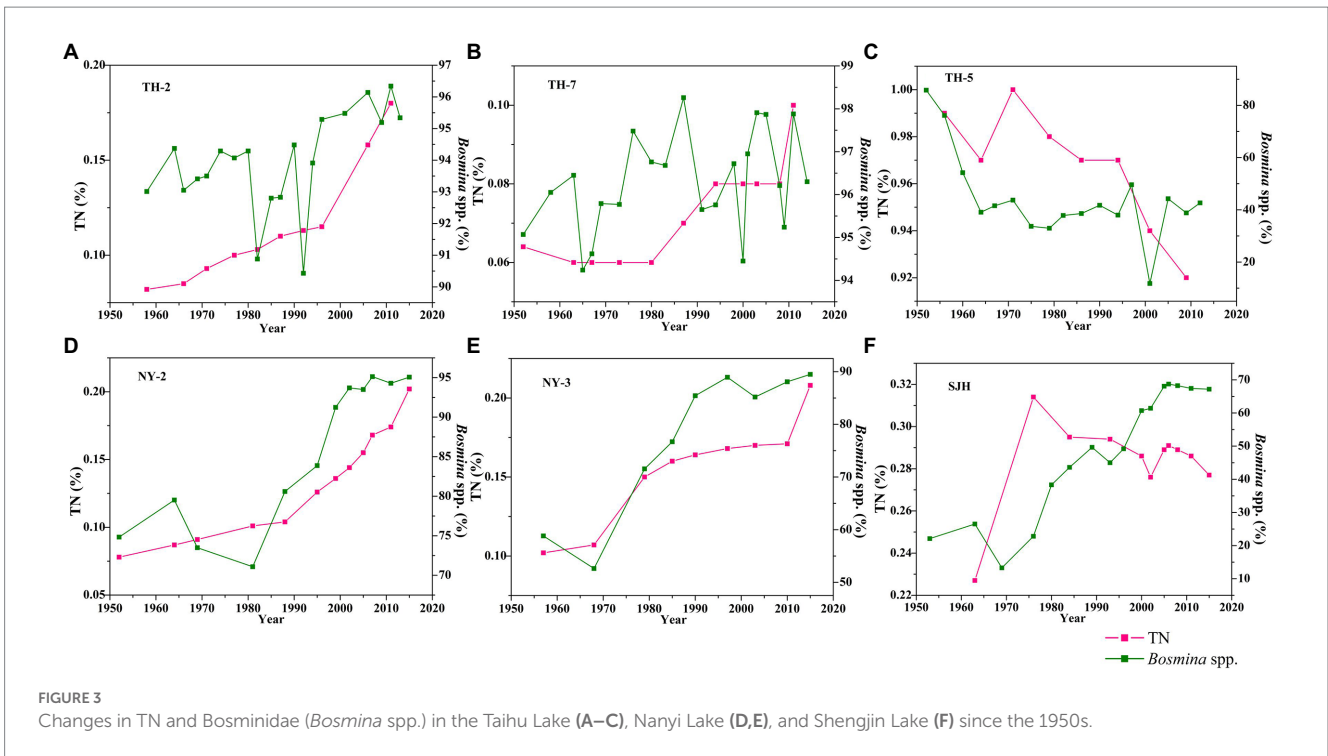 A
TH-2
0.20
0.15
0.10
TN (%)
97
96
95
94
93
92
91
90
Bosmina spp. (%)
1950 1960 1970 1980 1990 2000 2010 2020
Year
B
TH-7
0.10
0.08
0.06
TN (%)
99
98
97
96
95
94
Bosmina spp. (%)
1950 1960 1970 1980 1990 2000 2010 2020
Year
C
TH-5
1.00
0.98
0.96
0.94
0.92
TN (%)
80
60
40
20
Bosmina spp. (%)
1950 1960 1970 1980 1990 2000 2010 2020
Year
D
NY-2
0.20
0.15
0.10
0.05
TN (%)
95
90
85
80
75
70
Bosmina spp. (%)
1950 1960 1970 1980 1990 2000 2010 2020
Year
E
NY-3
0.20
0.15
0.10
TN (%)
90
80
70
60
50
Bosmina spp. (%)
1950 1960 1970 1980 1990 2000 2010 2020
Year
F
SJH
0.32
0.30
0.28
0.26
0.24
0.22
TN (%)
70
60
50
40
30
20
10
Bosmina spp. (%)
1950 1960 1970 1980 1990 2000 2010 2020
Year
TN
Bosmina spp.
FIGURE 3
Changes in TN and Bosminidae (Bosmina spp.) in the Taihu Lake (A–C), Nanyi Lake (D,E), and Shengjin Lake (F) since the 1950s.